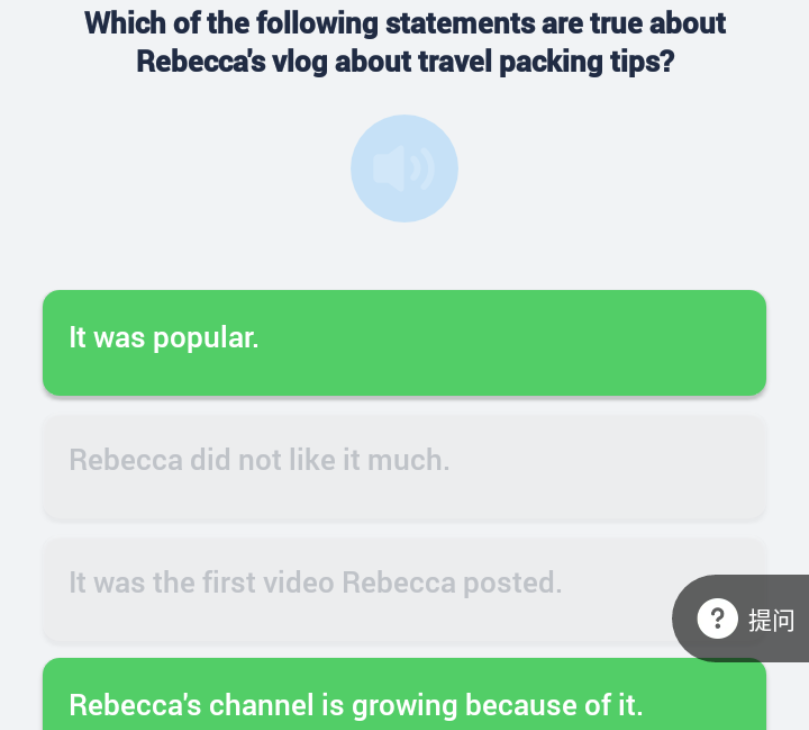 Which of the following statements are true about
Rebecca's vlog about travel packing tips?
It was popular.
Rebecca did not like it much.
It was the first video Rebecca posted.
? 提问
Rebecca's channel is growing because of it.